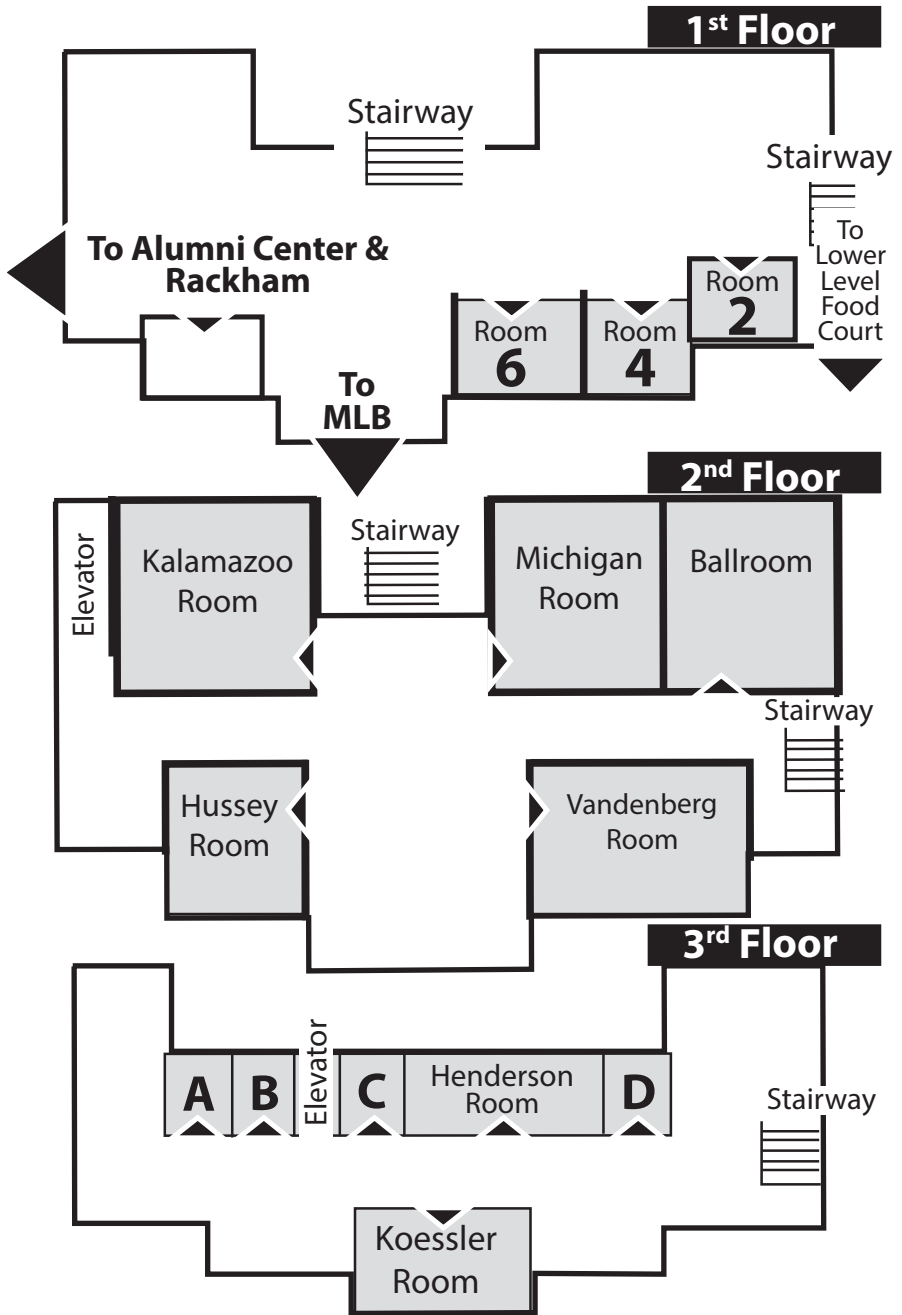 1st Floor
Stairway
Stairway
To Alumni Center &
Rackham
To
Lower
Level
Food
Court
Room
2
Room
6
Room
4
To
MLB
2nd Floor
Stairway
Elevator
Kalamazoo
Room
Michigan
Room
Ballroom
Stairway
Hussey
Room
Vandenberg
Room
3rd Floor
Elevator
A
B
C
Henderson
Room
D
Stairway
Koessler
Room